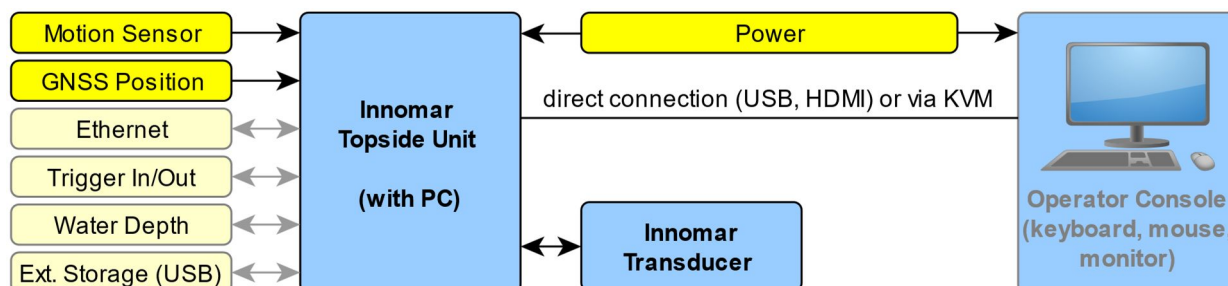 Motion Sensor
GNSS Position
Ethernet
Trigger In/Out
Water Depth
Ext. Storage (USB)
Innomar
Topside Unit
(with PC)
Power
direct connection (USB, HDMI) or via KVM
Innomar
Transducer
Operator Console
(keyboard, mouse
monitor)